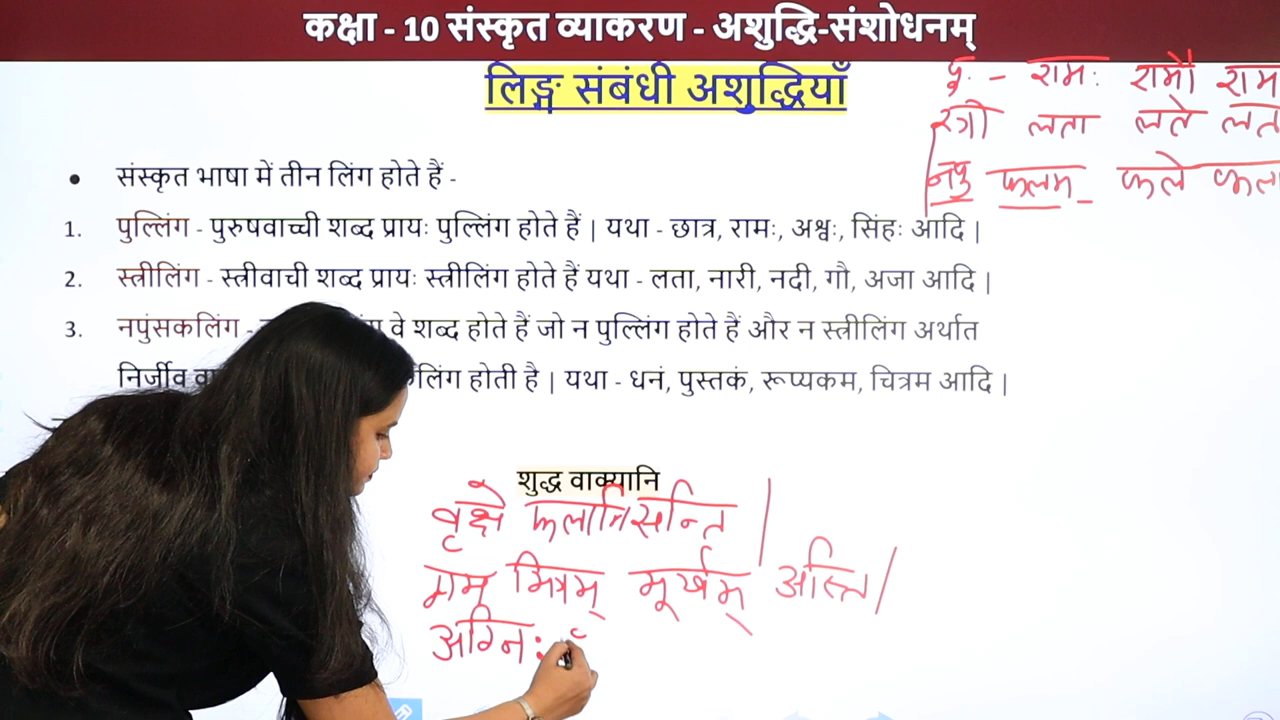 कक्षा - 10 संस्कृत व्याकरण - अशुद्धि-संशोधनम्
लिङ्ग संबंधी अशुद्धियाँ
पु. - रामः रामौ राम
स्त्री लता लते लत
नपु फलम् फले फला
संस्कृत भाषा में तीन लिंग होते हैं -
1. पुल्लिंग - पुरुषवाच्ची शब्द प्रायः पुल्लिंग होते हैं | यथा - छात्र, रामः, अश्वः, सिंहः आदि |
2. स्त्रीलिंग - स्त्रीवाची शब्द प्रायः स्त्रीलिंग होते हैं यथा - लता, नारी, नदी, गौ, अजा आदि |
3. नपुंसकलिंग - वे शब्द होते हैं जो न पुल्लिंग होते हैं और न स्त्रीलिंग अर्थात
निर्जीव लिंग होती है | यथा - धनं, पुस्तकं, रूप्यकम, चित्रम आदि |
शुद्ध वाक्यानि
वृक्षे फलानि सन्ति |
मम मित्रम् मूर्खम् अस्ति |
अग्निः